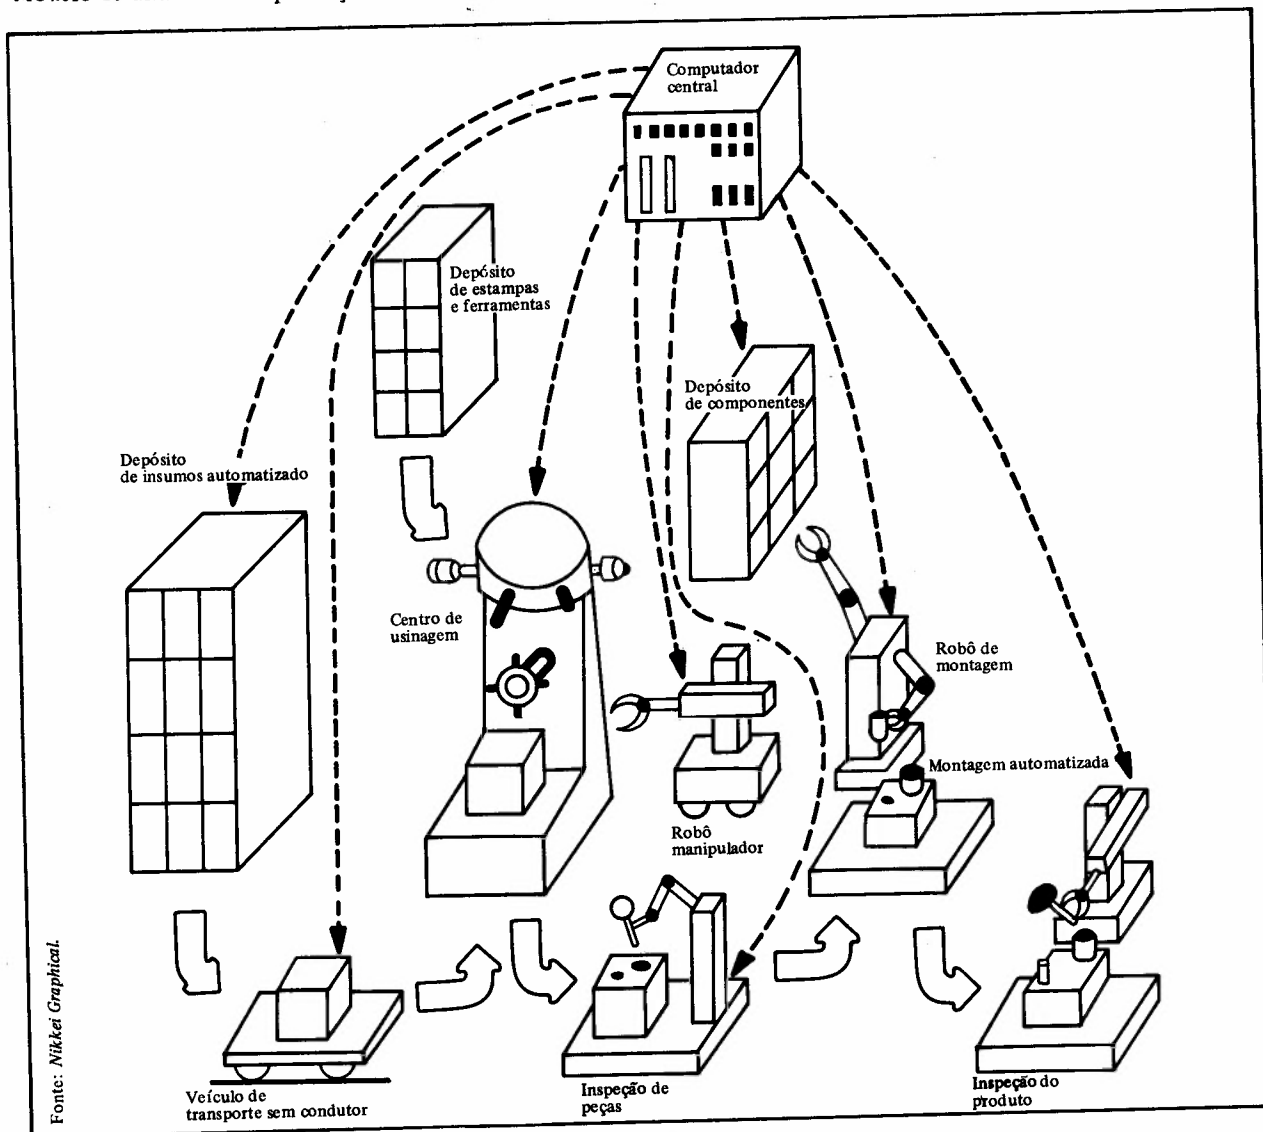 Computador
central
Depósito
de estampas
e ferramentas
Depósito
de componentes
Depósito
de insumos automatizado
Centro de
usinagem
Robô de
montagem
Montagem automatizada
Robô
manipulador
Fonte: Nikkei Graphical.
Veículo de
transporte sem condutor
Inspeção de
peças
Inspeção do
produto